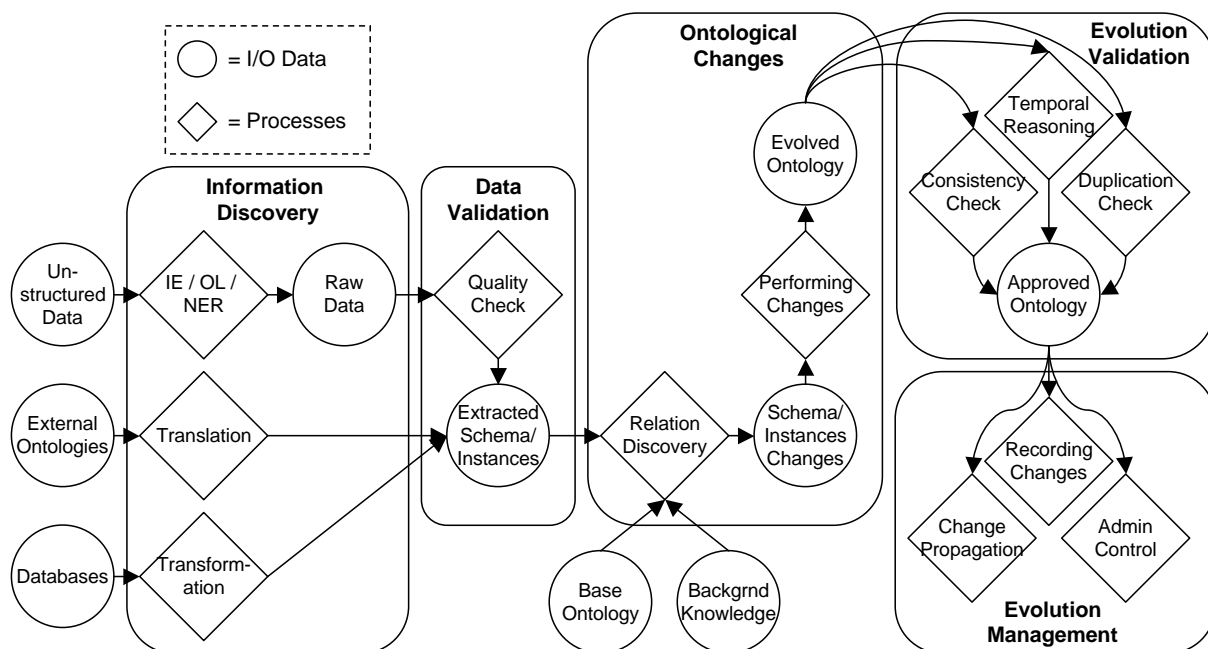 = I/O Data
= Processes
Information
Discovery
Un-
structured
Data
IE / OL /
NER
Raw
Data
External
Ontologies
Translation
Databases
Transform-
ation
Data
Validation
Quality
Check
Extracted
Schema/
Instances
Ontological
Changes
Evolved
Ontology
Performing
Changes
Relation
Discovery
Schema/
Instances
Changes
Base
Ontology
Backgrnd
Knowledge
Evolution
Validation
Temporal
Reasoning
Consistency
Check
Duplication
Check
Approved
Ontology
Recording
Changes
Change
Propagation
Admin
Control
Evolution
Management